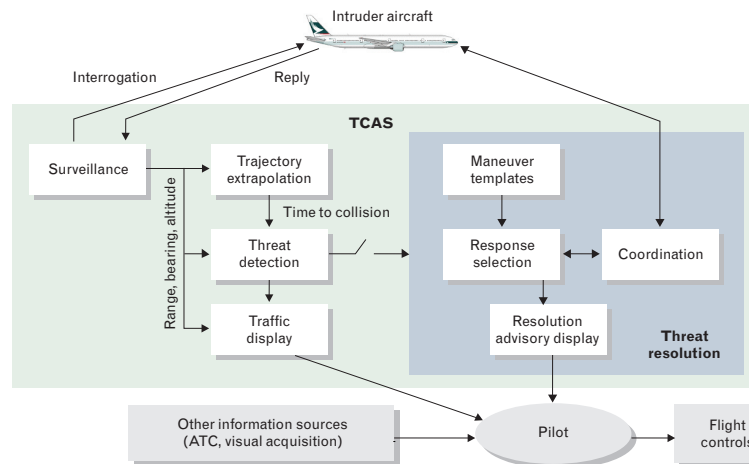 Intruder aircraft
Interrogation
Reply
TCAS
Surveillance
Trajectory
extrapolation
Maneuver
templates
Range, bearing, altitude
Time to collision
Threat
detection
Response
selection
Coordination
Traffic
display
Resolution
advisory display
Threat
resolution
Other information sources
(ATC, visual acquisition)
Pilot
Flight
controls